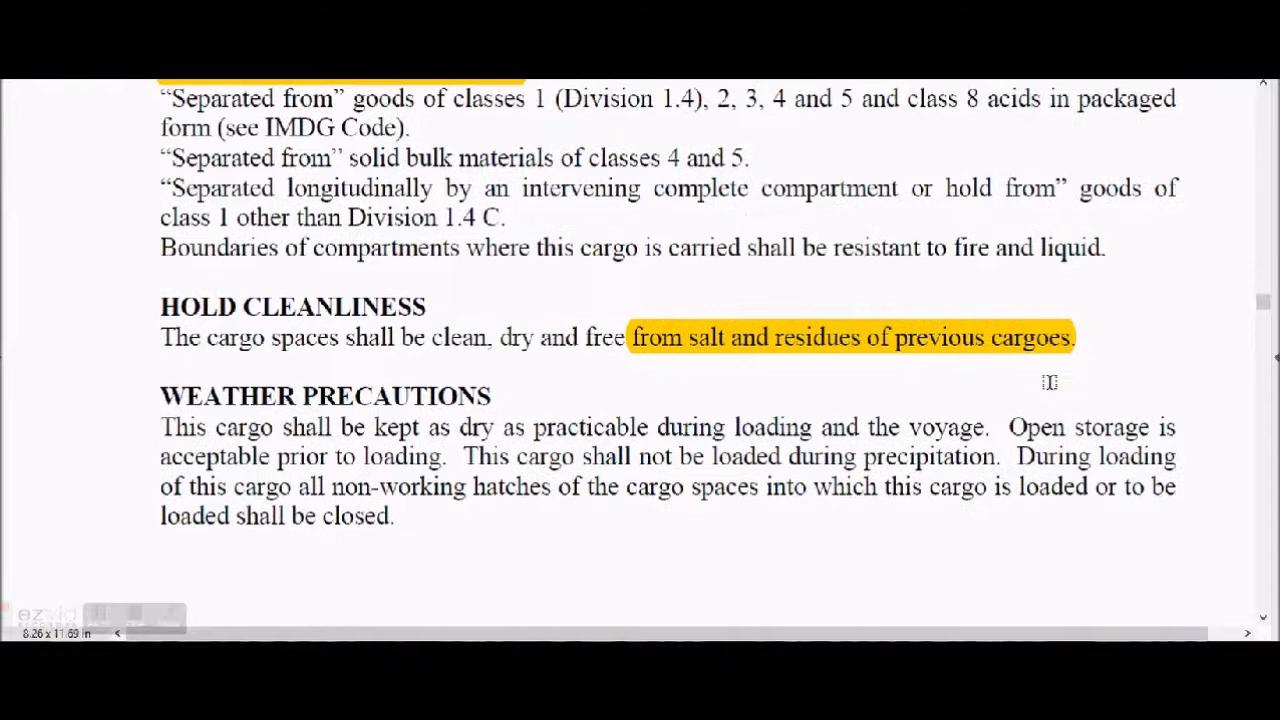 “Separated from” goods of classes 1 (Division 1.4), 2, 3, 4 and 5 and class 8 acids in packaged
form (see IMDG Code).
“Separated from” solid bulk materials of classes 4 and 5.
“Separated longitudinally by an intervening complete compartment or hold from” goods of
class 1 other than Division 1.4 C.
Boundaries of compartments where this cargo is carried shall be resistant to fire and liquid.
HOLD CLEANLINESS
The cargo spaces shall be clean, dry and free from salt and residues of previous cargoes.
WEATHER PRECAUTIONS
This cargo shall be kept as dry as practicable during loading and the voyage. Open storage is
acceptable prior to loading. This cargo shall not be loaded during precipitation. During loading
of this cargo all non-working hatches of the cargo spaces into which this cargo is loaded or to be
loaded shall be closed.
8.26 x 11.69 in